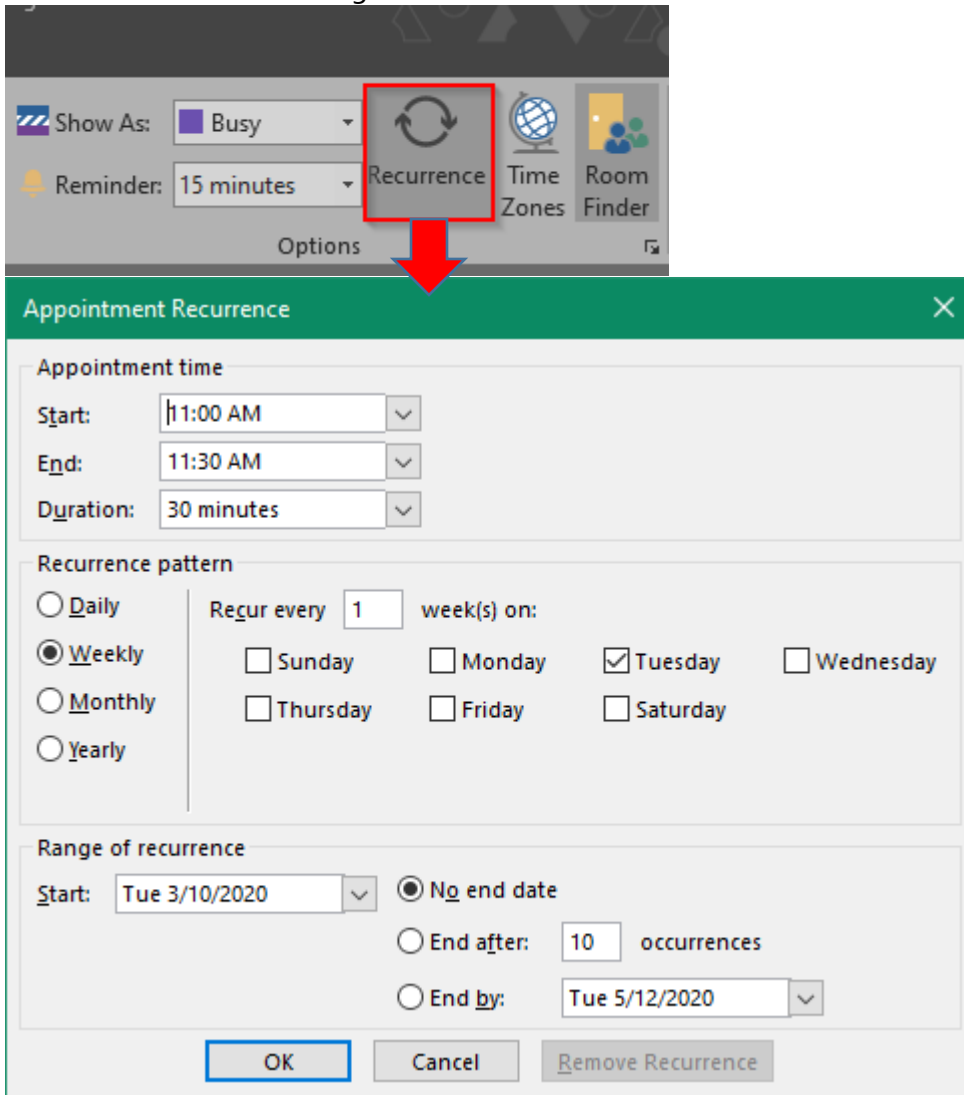 Show As: Busy
Reminder: 15 minutes
Recurrence
Time Zones
Room Finder
Options
Appointment Recurrence
Appointment time
Start: 11:00 AM
End: 11:30 AM
Duration: 30 minutes
Recurrence pattern
Daily
Recur every 1 week(s) on:
Weekly
Sunday Monday Tuesday Wednesday
Monthly
Thursday Friday Saturday
Yearly
Range of recurrence
Start: Tue 3/10/2020 No end date
End after: 10 occurrences
End by: Tue 5/12/2020
OK Cancel Remove Recurrence